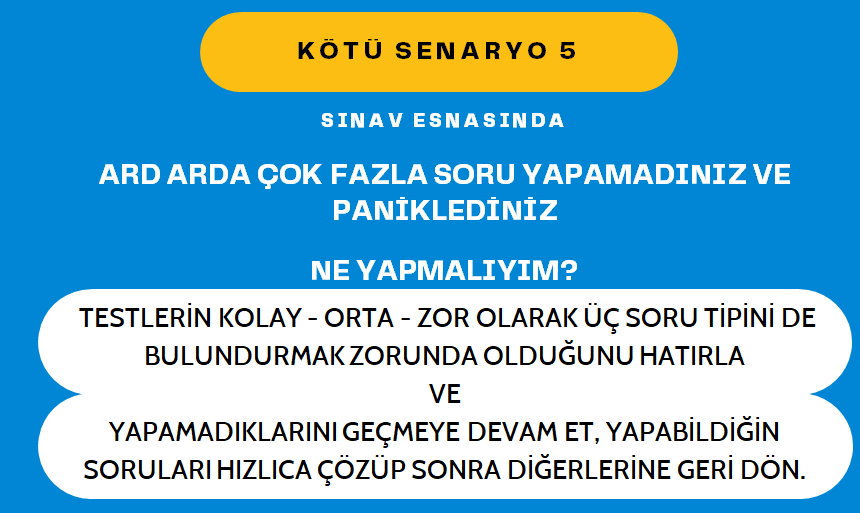 KÖTÜ SENARYO 5
SINAV ESNASINDA
ARD ARDA ÇOK FAZLA SORU YAPAMADINIZ VE
PANİKLEDİNİZ
NE YAPMALIYIM?
TESTLERİN KOLAY - ORTA - ZOR OLARAK ÜÇ SORU TİPİNİ DE
BULUNDURMAK ZORUNDA OLDUĞUNU HATIRLA
VE
YAPAMADIKLARINI GEÇMEYE DEVAM ET, YAPABİLDİĞİN
SORULARI HIZLICA ÇÖZÜP SONRA DİĞERLERİNE GERİ DÖN.